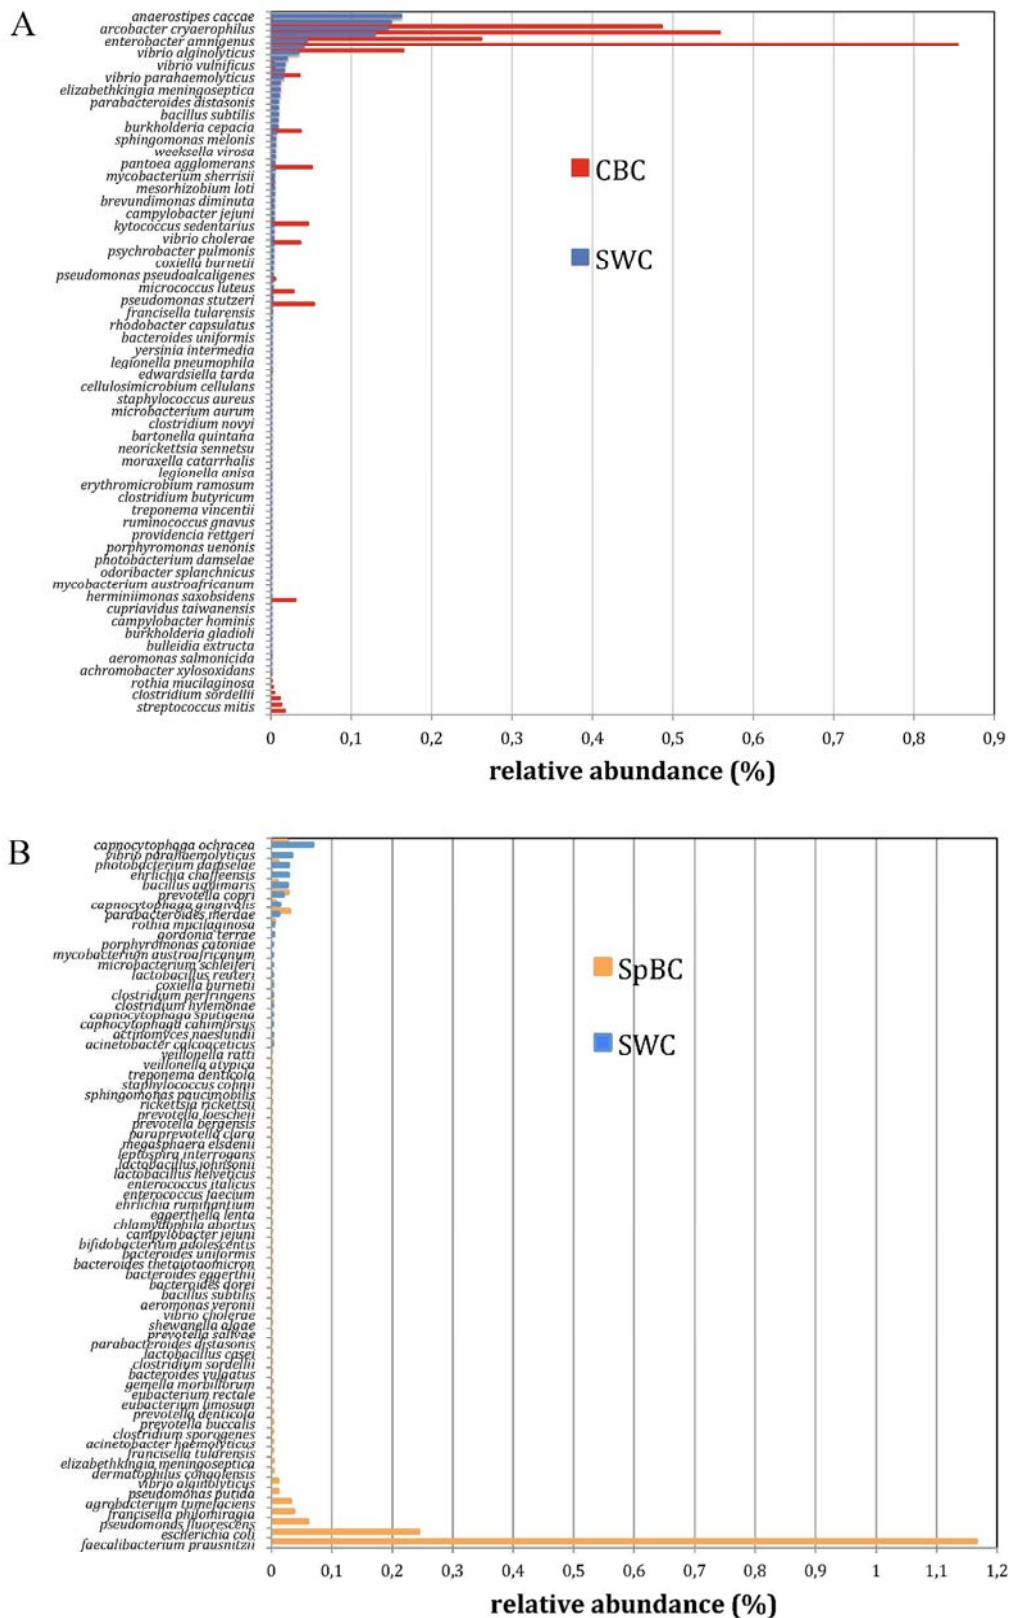 A
anaerostipes caccae
arcobacter cryaerophilus
enterobacter amnigenus
vibrio alginolyticus
vibrio vulnificus
vibrio parahaemolyticus
elizabethkingia meningoseptica
parabacteroides distasonis
bacillus subtilis
burkholderia cepacia
sphingomonas melonis
weeksella virosa
pantoea agglomerans
mycobacterium sherrisii
mesorhizobium loti
brevundimonas diminuta
campylobacter jejuni
kytococcus sedentarius
vibrio cholerae
psychrobacter pulmonis
coxiella burnetii
pseudomonas pseudoalcaligenes
micrococcus luteus
pseudomonas stutzeri
francisella tularensis
rhodobacter capsulatus
bacteroides uniformis
yersinia intermedia
legionella pneumophila
edwardsiella tarda
cellulosimicrobium cellulans
staphylococcus aureus
microbacterium aurum
clostridium novyi
bartonella quintana
neorickettsia sennetsu
moraxella catarrhalis
legionella anisa
erythromicrobium ramosum
clostridium butyricum
treponema vincentii
ruminococcus gnavus
providencia rettgeri
porphyromonas uenonis
photobacterium damselae
odoribacter splanchnicus
mycobacterium austroafricanum
herminiimonas saxobsidens
cupriavidus taiwanensis
campylobacter hominis
burkholderia gladioli
bulleidia extructa
aeromonas salmonicida
achromobacter xylosoxidans
rothia mucilaginosa
clostridium sordellii
streptococcus mitis
CBC
SWC
0 0,1 0,2 0,3 0,4 0,5 0,6 0,7 0,8 0,9
relative abundance (%)
B
capnocytophaga ochracea
vibrio parahaemolyticus
photobacterium damselae
ehrlichia chaffeensis
bacillus aquimaris
prevotella copri
capnocytophaga gingivalis
parabacteroides merdae
rothia mucilaginosa
gordonia terrae
porphyromonas catoniae
mycobacterium austroafricanum
microbacterium schleiferi
lactobacillus reuteri
coxiella burnetii
clostridium perfringens
clostridium hylemonae
capnocytophaga sputigena
capnocytophaga canimorsus
actinomyces naeslundii
acinetobacter calcoaceticus
veillonella ratti
veillonella atypica
treponema denticola
staphylococcus cohnii
sphingomonas paucimobilis
rickettsia rickettsii
prevotella loescheii
prevotella bergensis
paraprevotella clara
megasphaera elsdenii
leptospira interrogans
lactobacillus johnsonii
lactobacillus helveticus
enterococcus italicus
enterococcus faecium
ehrlichia ruminantium
eggerthella lenta
chlamydophila abortus
campylobacter jejuni
bifidobacterium adolescentis
bacteroides uniformis
bacteroides thetaiotaomicron
bacteroides eggerthii
bacteroides dorei
bacillus subtilis
aeromonas veronii
vibrio cholerae
shewanella algae
prevotella salivae
parabacteroides distasonis
lactobacillus casei
clostridium sordellii
bacteroides vulgatus
gemella morbillorum
eubacterium rectale
eubacterium limosum
prevotella denticola
prevotella buccalis
clostridium sporogenes
acinetobacter haemolyticus
francisella tularensis
elizabethkingia meningoseptica
dermatophilus congolensis
vibrio alginolyticus
pseudomonas putida
agrobacterium tumefaciens
francisella philomiragia
pseudomonas fluorescens
escherichia coli
faecalibacterium prausnitzii
SpBC
SWC
0 0,1 0,2 0,3 0,4 0,5 0,6 0,7 0,8 0,9 1 1,1 1,2
relative abundance (%)